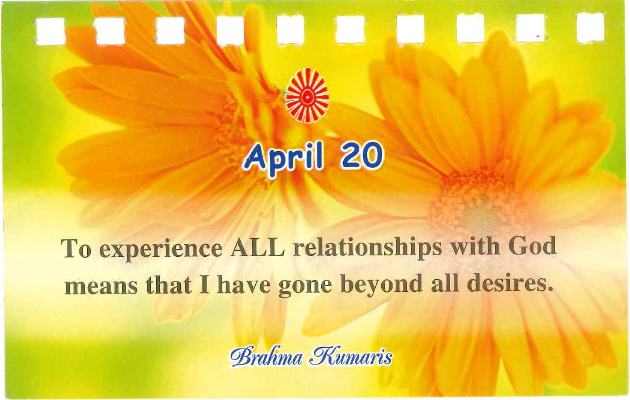 April 20
To experience ALL relationships with God
means that I have gone beyond all desires.
Brahma Kumaris